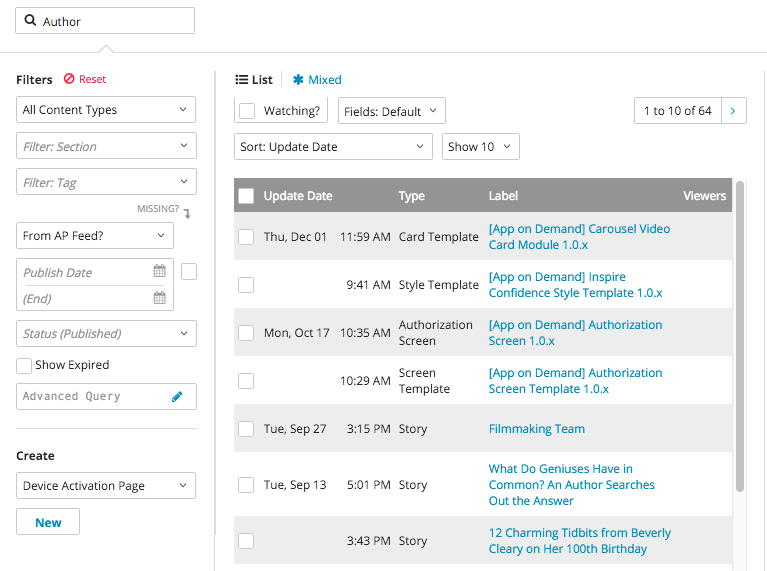 Author
Filters Reset
All Content Types
Filter: Section
Filter: Tag
MISSING?
From AP Feed?
Publish Date
(End)
Status (Published)
Show Expired
Advanced Query
Create
Device Activation Page
New
List Mixed
Watching? Fields: Default 1 to 10 of 64
Sort: Update Date Show 10
Update Date Type Label Viewers
Thu, Dec 01 11:59 AM Card Template [App on Demand] Carousel Video
Card Module 1.0.x
9:41 AM Style Template [App on Demand] Inspire
Confidence Style Template 1.0.x
Mon, Oct 17 10:35 AM Authorization [App on Demand] Authorization
Screen Screen 1.0.x
10:29 AM Screen [App on Demand] Authorization
Template Screen Template 1.0.x
Tue, Sep 27 3:15 PM Story Filmmaking Team
What Do Geniuses Have in
Tue, Sep 13 5:01 PM Story Common? An Author Searches
Out the Answer
3:43 PM Story 12 Charming Tidbits from Beverly
Cleary on Her 100th Birthday